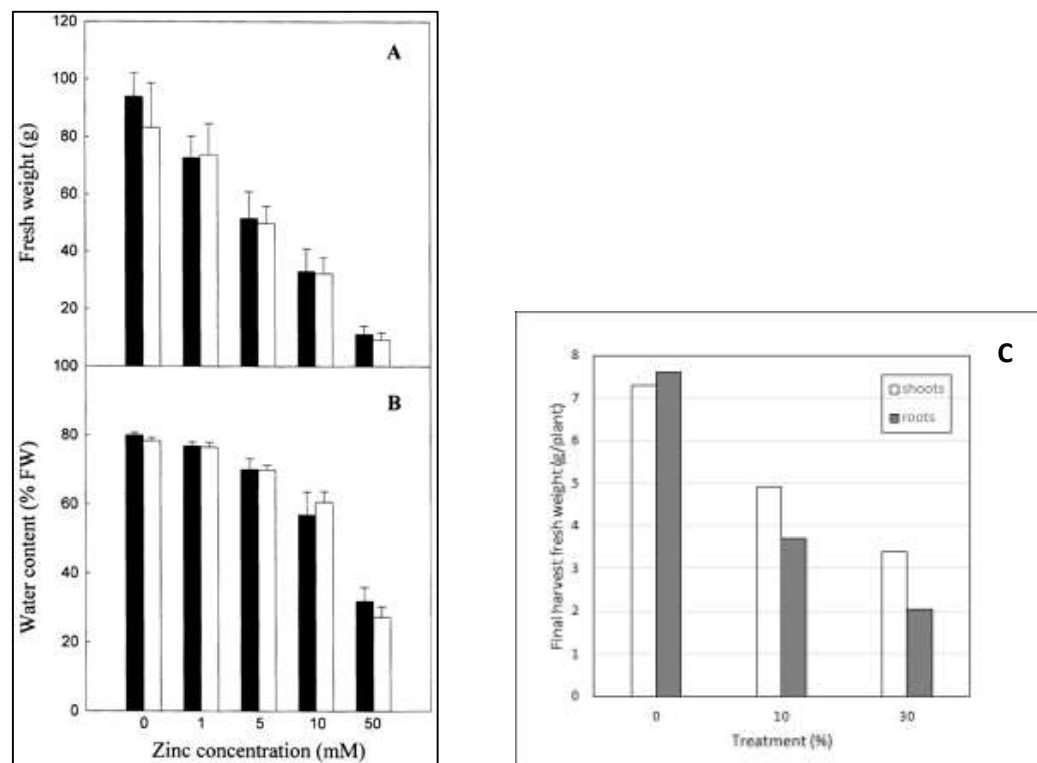 120
A
100
80
60
40
20
100
Fresh weight (g)
B
80
60
40
20
0
Water content (% FW)
0 1 5 10 50
Zinc concentration (mM)
C
8
7
6
5
4
3
2
1
0
Final harvest fresh weight (g/plant)
shoots
roots
0 10 30
Treatment (%)